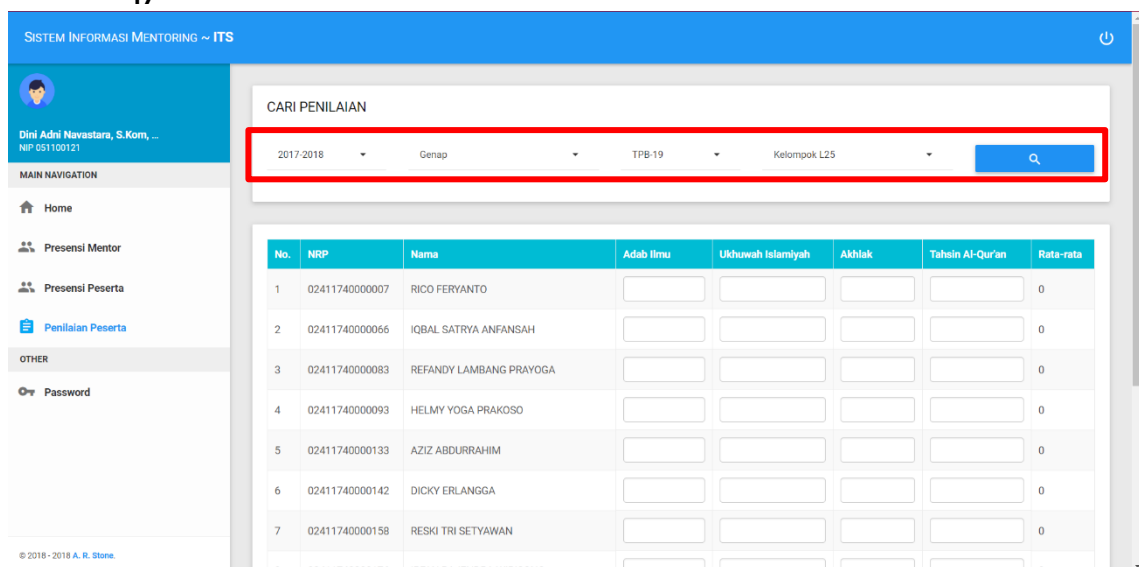 SISTEM INFORMASI MENTORING ~ ITS
Dini Adni Navastara, S.Kom, ...
NIP 051100121
MAIN NAVIGATION
Home
Presensi Mentor
Presensi Peserta
Penilaian Peserta
OTHER
Password
© 2018 - 2018 A. R. Stone.
CARI PENILAIAN
2017-2018 Genap TPB-19 Kelompok L25
No. NRP Nama Adab Ilmu Ukhuwah Islamiyah Akhlak Tahsin Al-Qur'an Rata-rata
1 02411740000007 RICO FERYANTO 0
2 02411740000066 IQBAL SATRYA ANFANSAH 0
3 02411740000083 REFANDY LAMBANG PRAYOGA 0
4 02411740000093 HELMY YOGA PRAKOSO 0
5 02411740000133 AZIZ ABDURRAHIM 0
6 02411740000142 DICKY ERLANGGA 0
7 02411740000158 RESKI TRI SETYAWAN 0